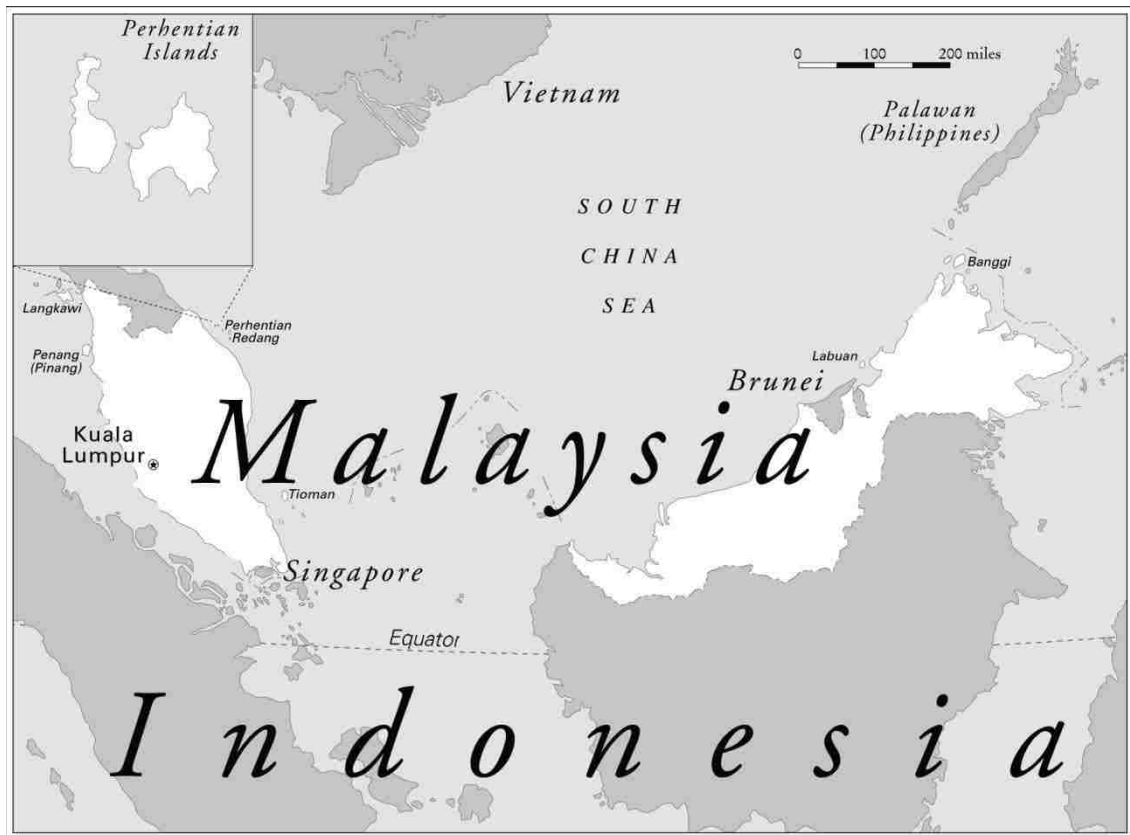 Perhentian
Islands
Vietnam
0 100 200 miles
Palawan
(Philippines)
SOUTH
CHINA
SEA
Banggi
Langkawi
Perhentian
Redang
Penang
(Pinang)
Labuan
Brunei
Malaysia
Kuala
Lumpur
Tioman
Singapore
Equator
Indonesia